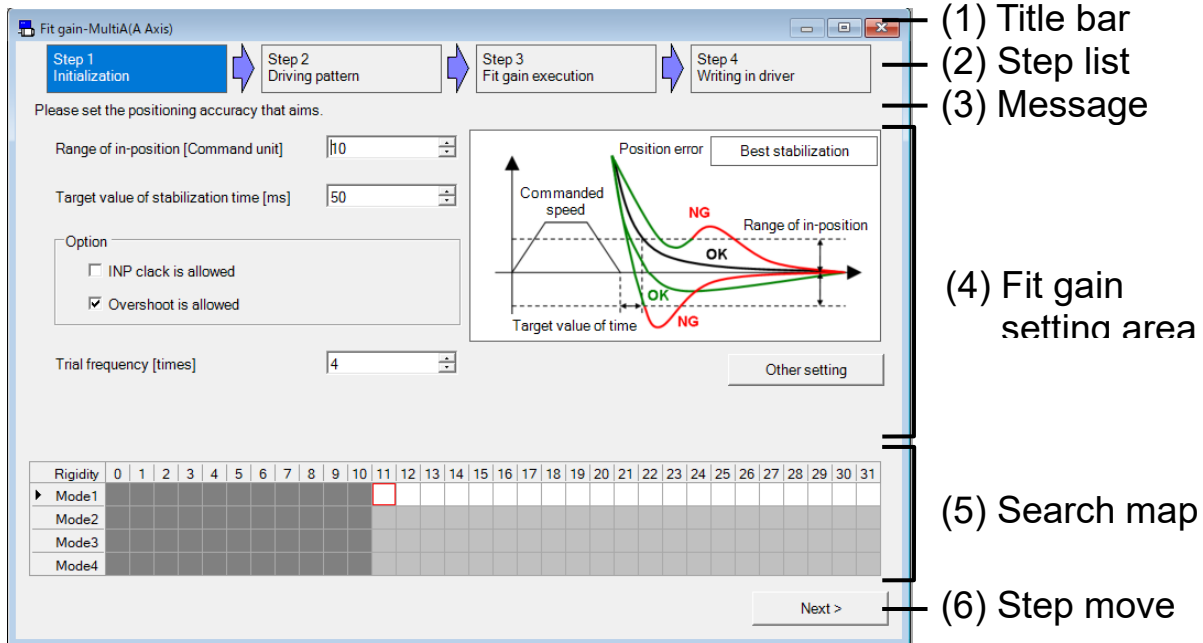 Fit gain-MultiA(A Axis)
(1) Title bar
Step 1
Initialization
Step 2
Driving pattern
Step 3
Fit gain execution
Step 4
Writing in driver
(2) Step list
Please set the positioning accuracy that aims.
(3) Message
Range of in-position [Command unit]
10
Target value of stabilization time [ms]
50
Option
INP clack is allowed
Overshoot is allowed
Trial frequency [times]
4
Position error
Best stabilization
Commanded
speed
NG
Range of in-position
OK
OK
NG
Target value of time
Other setting
(4) Fit gain
setting area
Rigidity 0 1 2 3 4 5 6 7 8 9 10 11 12 13 14 15 16 17 18 19 20 21 22 23 24 25 26 27 28 29 30 31
Mode1
Mode2
Mode3
Mode4
(5) Search map
Next >
(6) Step move